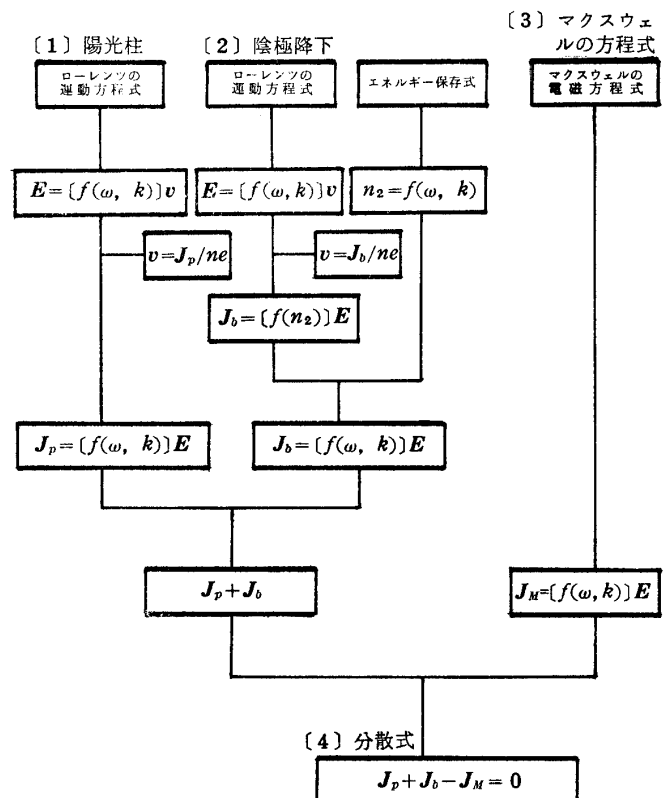 〔1〕陽光柱
〔2〕陰極降下
〔3〕マクスウェ
ルの方程式
ローレンツの
運動方程式
ローレンツの
運動方程式
エネルギー保存式
マクスウェルの
電磁方程式
E=〔f(ω, k)〕v
E=〔f(ω, k)〕v
n₂=f(ω, k)
v=Jₚ/ne
v=J_b/ne
J_b=〔f(n₂)〕E
Jₚ=〔f(ω, k)〕E
J_b=〔f(ω, k)〕E
Jₚ+J_b
J_M=〔f(ω, k)〕E
〔4〕分散式
Jₚ+J_b−J_M=0